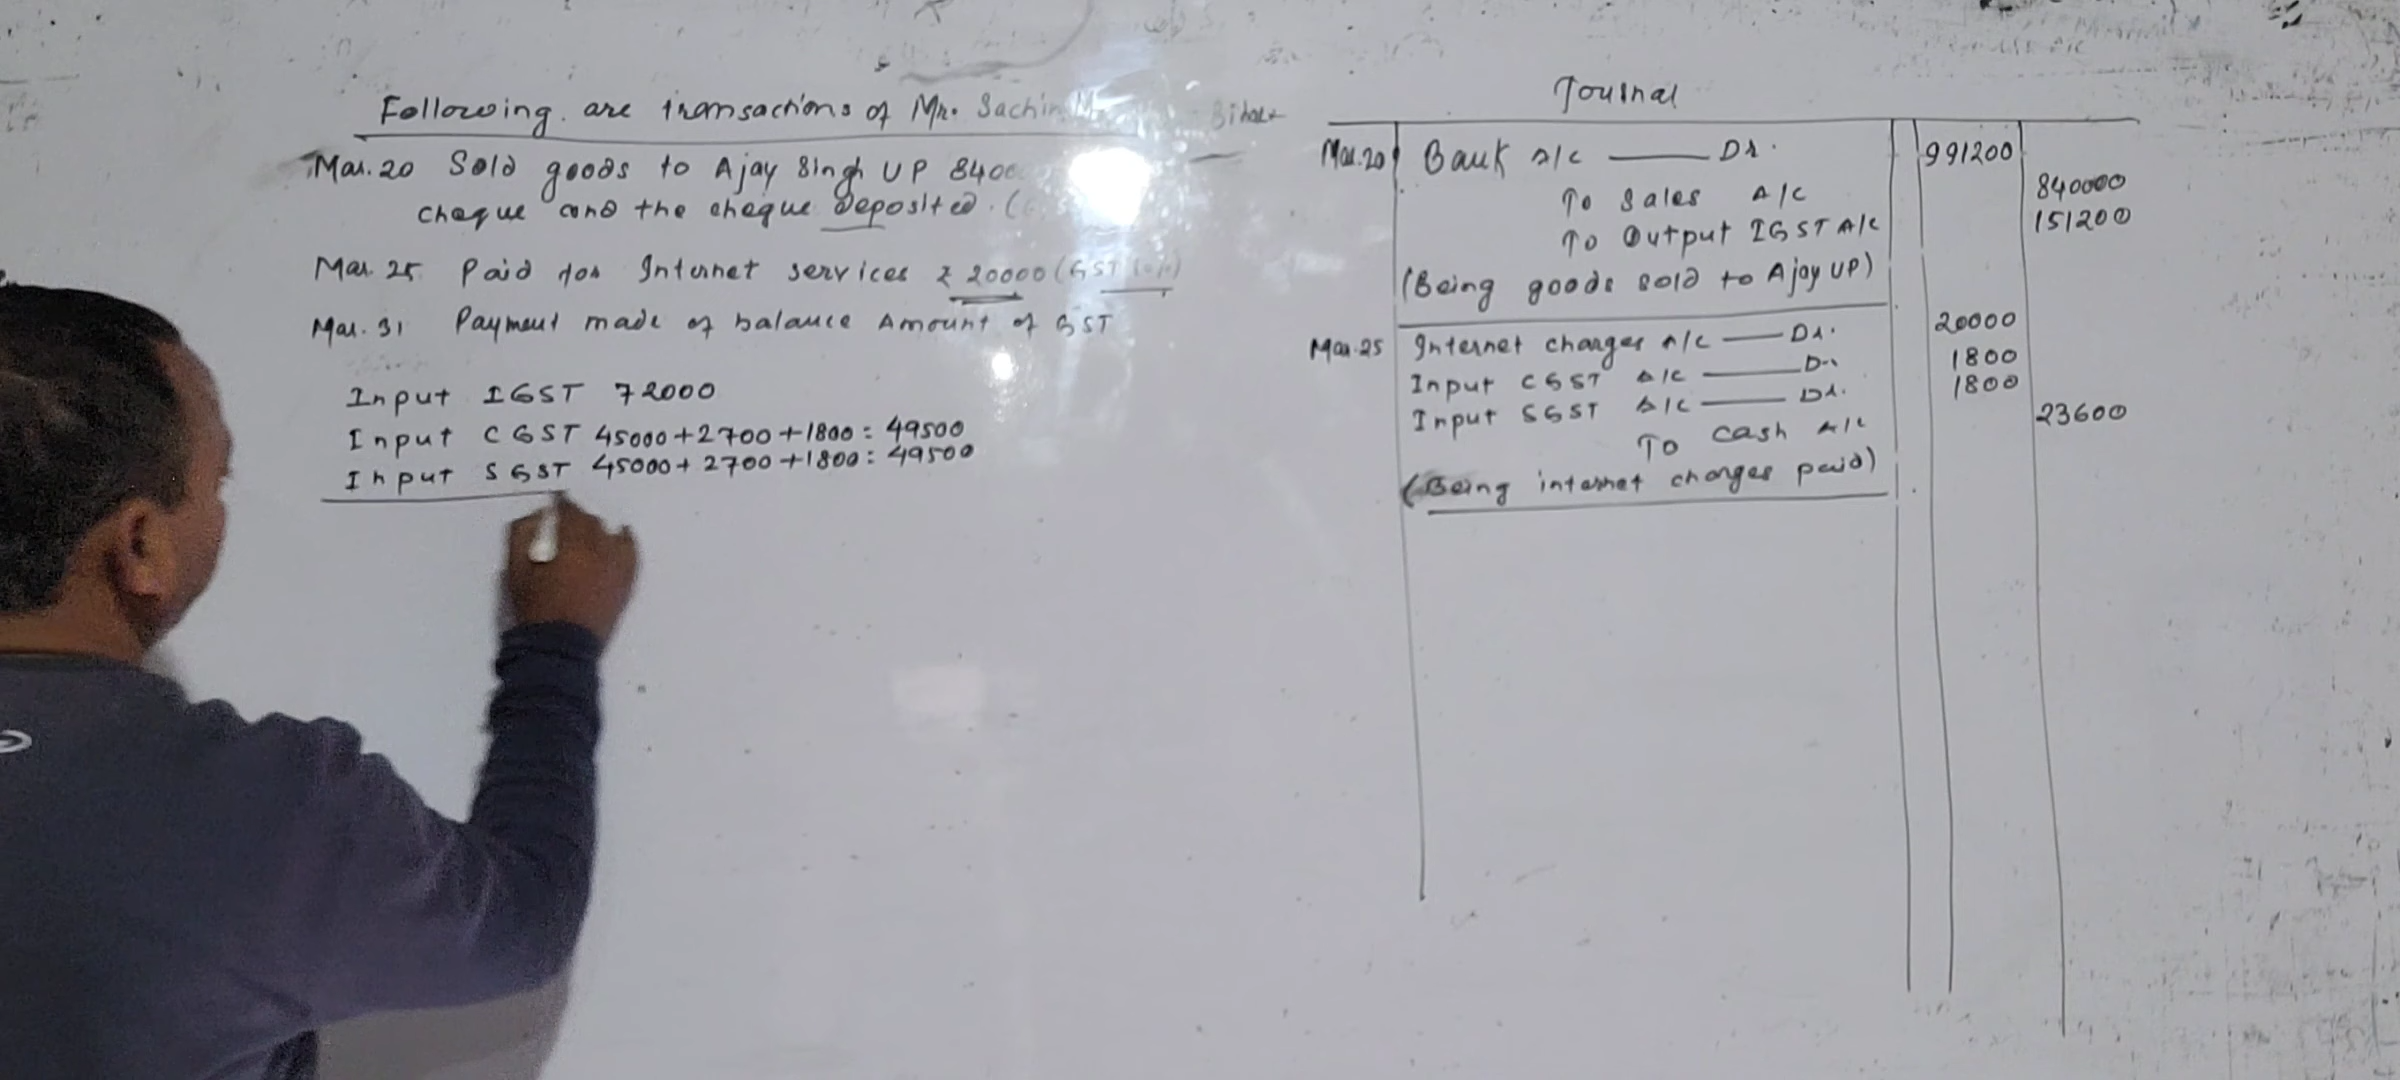 Following are transactions of Mr. Sachin
Mar. 20 Sold goods to Ajay Singh UP 8400
cheque and the cheque deposited. (
Mar. 25 Paid for Internet services ₹ 20000 (GST
Mar. 31 Payment made of balance Amount of GST
Input IGST 72000
Input CGST 45000+2700+1800: 49500
Input SGST 45000+2700+1800: 49500
Journal
Mar. 20 Bank A/c Dr. 991200
To Sales A/c 840000
To Output IGST A/c 151200
(Being goods sold to Ajay UP)
Mar. 25 Internet charges A/c Dr. 20000
Input CGST A/c Dr. 1800
Input SGST A/c Dr. 1800
To Cash A/c 23600
(Being internet charges paid)